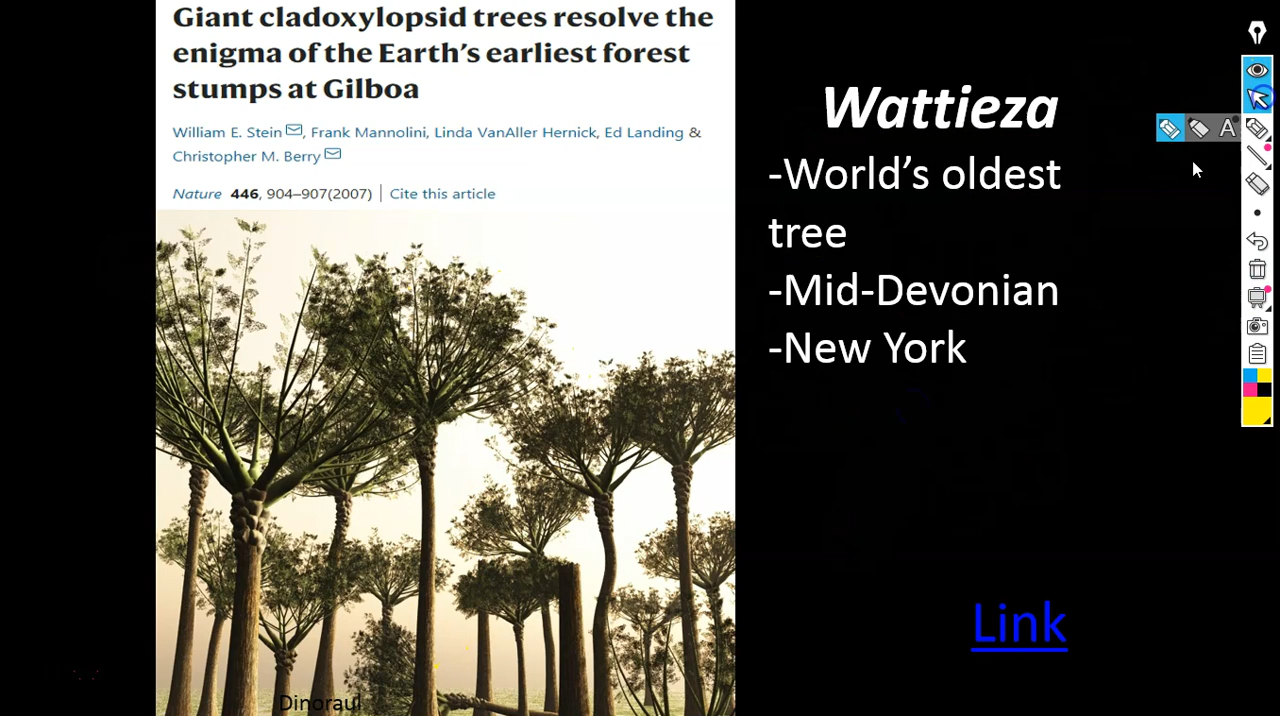 Giant cladoxylopsid trees resolve the
enigma of the Earth's earliest forest
stumps at Gilboa
William E. Stein, Frank Mannolini, Linda VanAller Hernick, Ed Landing &
Christopher M. Berry
Nature 446, 904–907(2007) | Cite this article
Dinoraul
Wattieza
-World's oldest
tree
-Mid-Devonian
-New York
Link
A